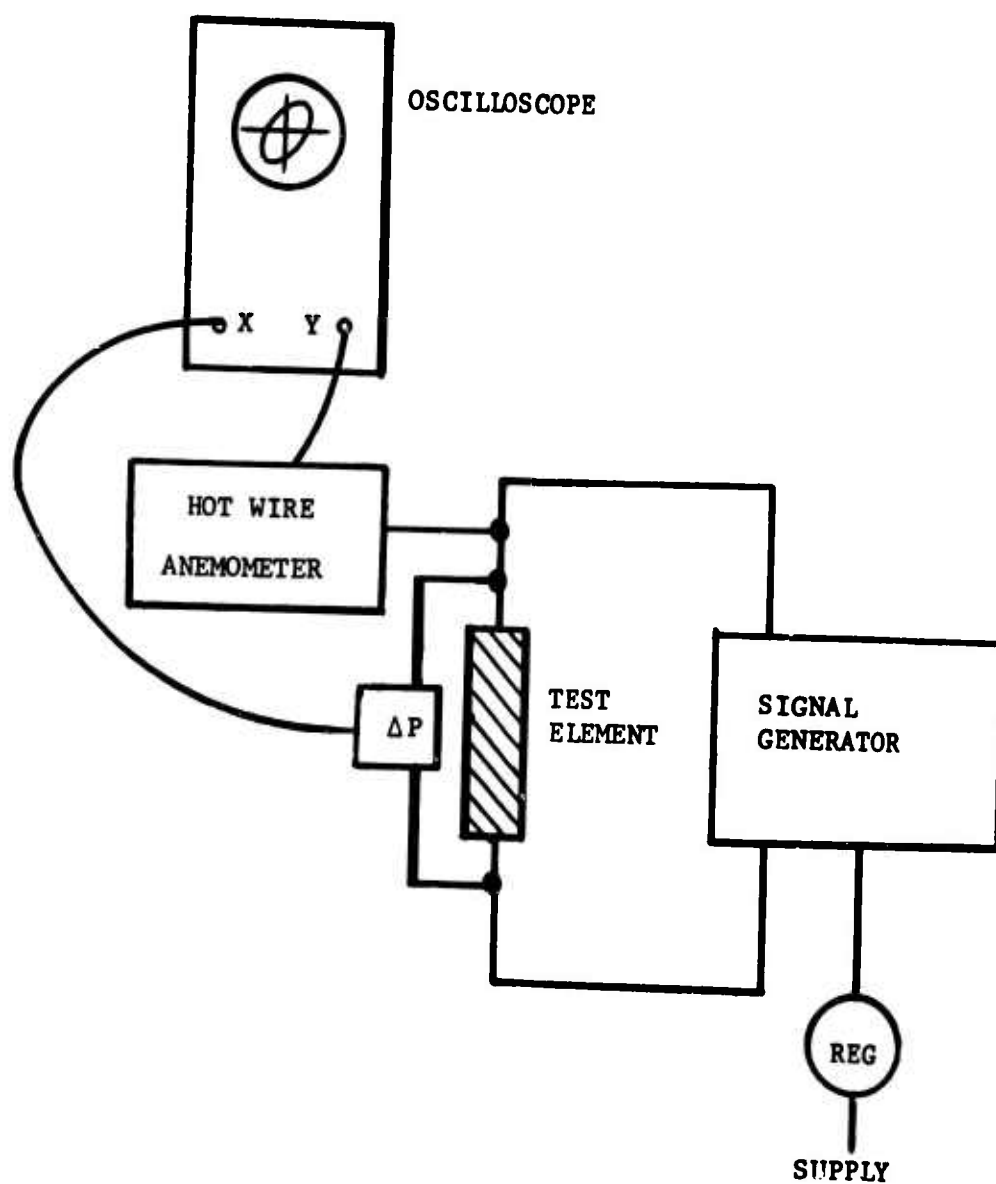 OSCILLOSCOPE
X Y
HOT WIRE
ANEMOMETER
ΔP
TEST
ELEMENT
SIGNAL
GENERATOR
REG
SUPPLY